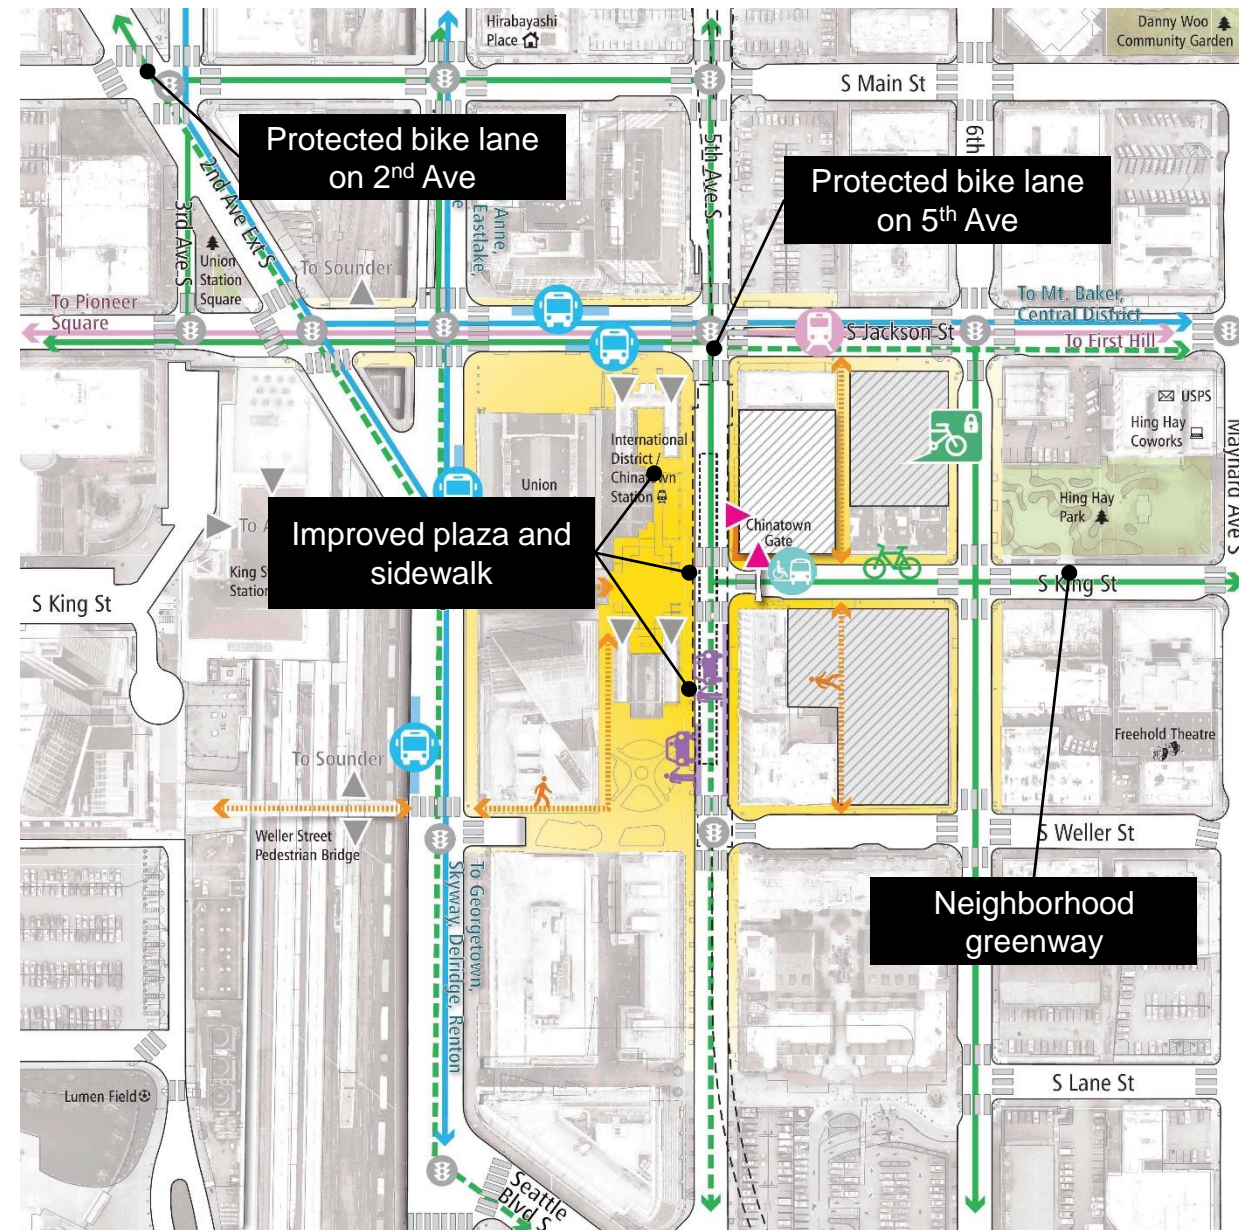 Hirabayashi
Place
Danny Woo
Community Garden
S Main St
Protected bike lane
on 2nd Ave
5th Ave S
6th
Protected bike lane
on 5th Ave
2nd Ave Ext S
3rd Ave S
Anne,
Eastlake,
Union
Station
Square
To Sounder
To Pioneer
Square
To Mt. Baker,
Central District
S Jackson St
To First Hill
USPS
Hing Hay
Coworks
Maynard Ave S
International
District /
Chinatown
Station
Union
Hing Hay
Park
Improved plaza and
sidewalk
Chinatown
Gate
To A
King St
Station
S King St
S King St
Freehold Theatre
To Sounder
Weller Street
Pedestrian Bridge
S Weller St
To Georgetown,
Skyway, Delridge, Renton
Neighborhood
greenway
Lumen Field
S Lane St
Seattle
Blvd S